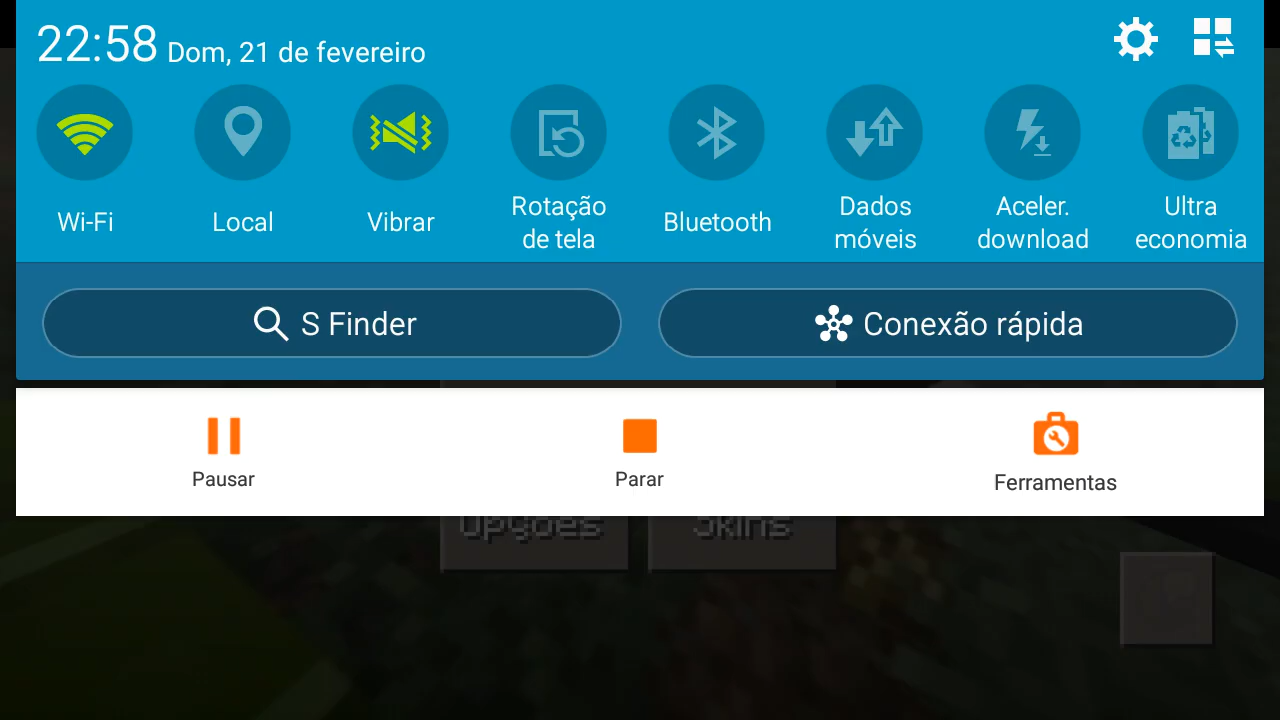 22:58 Dom, 21 de fevereiro
Wi-Fi
Local
Vibrar
Rotação
de tela
Bluetooth
Dados
móveis
Aceler.
download
Ultra
economia
S Finder
Conexão rápida
Pausar
Parar
Ferramentas
Opções
Skins